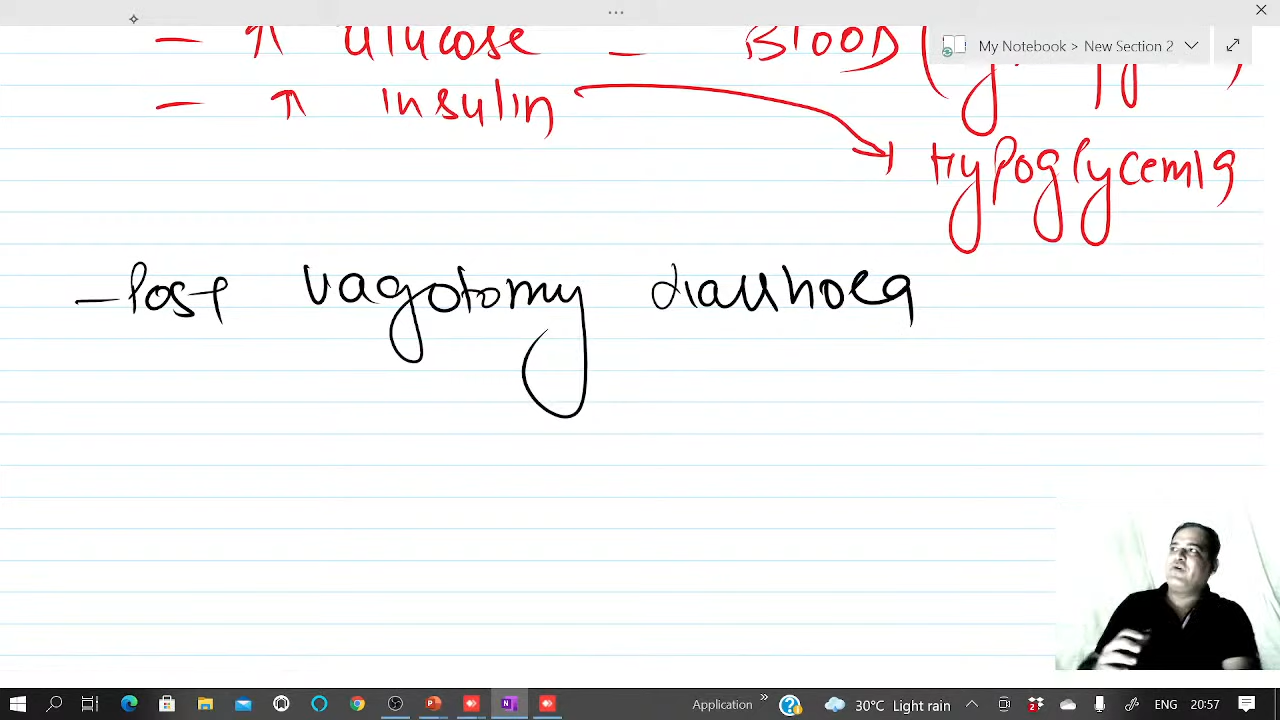 My Notebook > New Section 2
- ↑ Glucose - BLOOD (
- ↑ insulin → Hypoglycemia
- Post vagotomy diarrhoea
Application
30°C Light rain
ENG
20:57